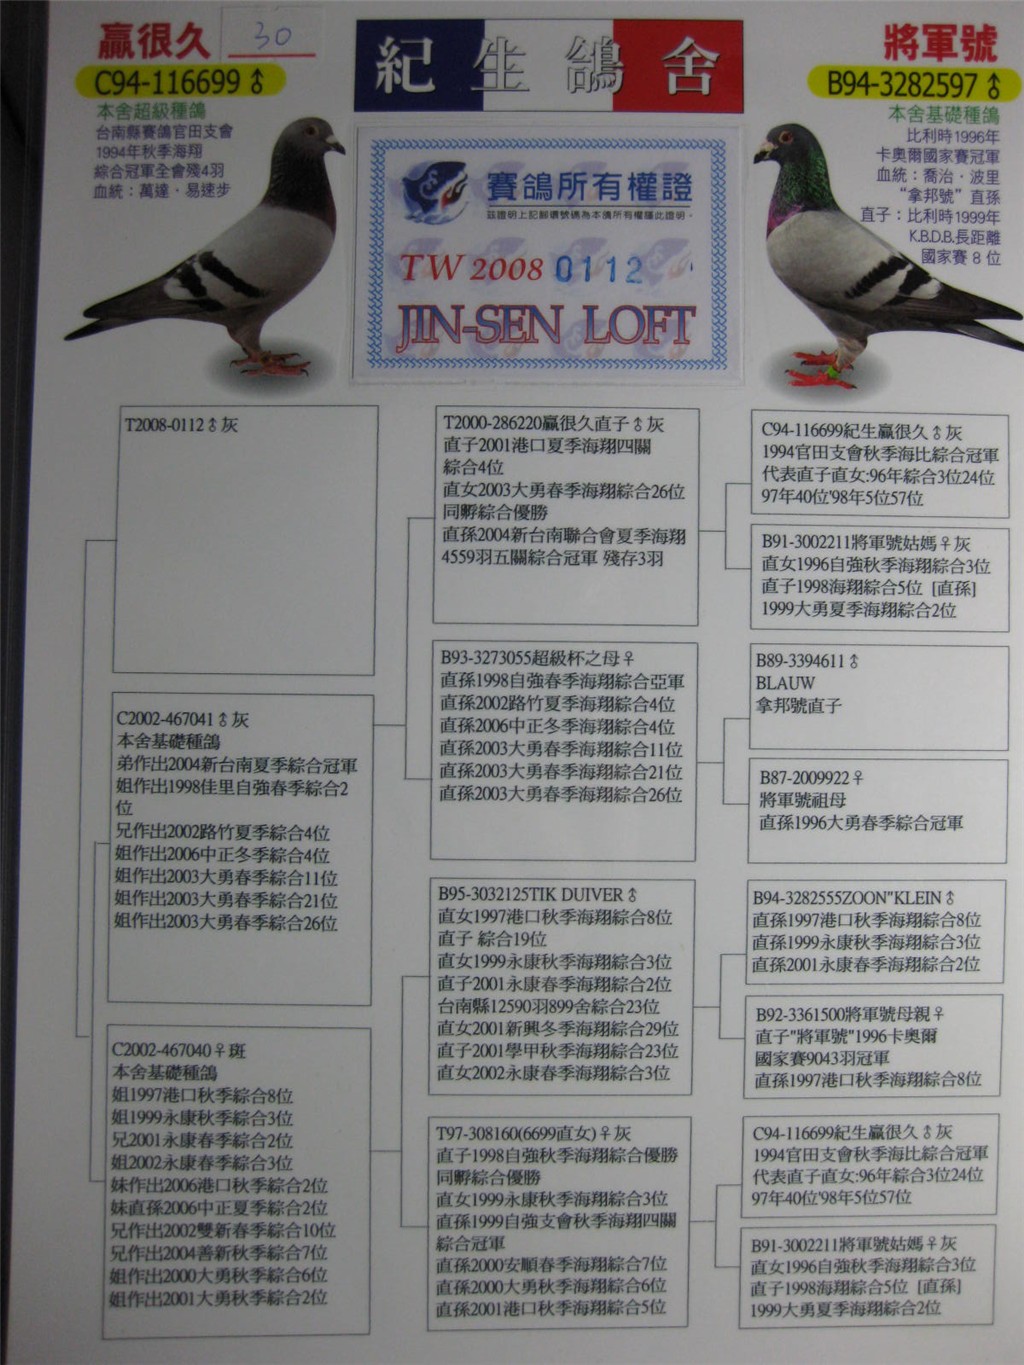 贏很久
30
C94-116699♂
本舍超級種鴿
台南縣賽鴿官田支會
1994年秋季海翔
綜合冠軍全會殘4羽
血統：萬達．易速步
紀生鴿舍
賽鴿所有權證
茲證明上記腳環號碼為本鴿所有權證此證明．
TW 2008 0112
JIN-SEN LOFT
將軍號
B94-3282597♂
本舍基礎種鴿
比利時1996年
卡奧爾國家賽冠軍
血統：喬治．波里
“拿邦號”直孫
直子：比利時1999年
K.B.D.B.長距離
國家賽 8 位
T2008-0112♂灰
C2002-467041♂灰
本舍基礎種鴿
弟作出2004新台南夏季綜合冠軍
姐作出1998佳里自強春季綜合2
位
兄作出2002路竹夏季綜合4位
姐作出2006中正冬季綜合4位
姐作出2003大勇春季綜合11位
姐作出2003大勇春季綜合21位
姐作出2003大勇春季綜合26位
C2002-467040♀斑
本舍基礎種鴿
姐1997港口秋季綜合8位
姐1999永康秋季綜合3位
兄2001永康春季綜合2位
姐2002永康春季綜合3位
妹作出2006港口秋季綜合2位
妹直孫2006中正夏季綜合2位
兄作出2002雙新春季綜合10位
兄作出2004善新秋季綜合7位
姐作出2000大勇秋季綜合6位
姐作出2001大勇秋季綜合2位
T2000-286220贏很久直子♂灰
直子2001港口夏季海翔四關
綜合4位
直女2003大勇春季海翔綜合26位
同孵綜合優勝
直孫2004新台南聯合會夏季海翔
4559羽五關綜合冠軍 殘存3羽
B93-3273055超級杯之母♀
直孫1998自強春季海翔綜合亞軍
直孫2002路竹夏季海翔綜合4位
直孫2006中正冬季海翔綜合4位
直孫2003大勇春季海翔綜合11位
直孫2003大勇春季海翔綜合21位
直孫2003大勇春季海翔綜合26位
B95-3032125TIK DUIVER♂
直女1997港口秋季海翔綜合8位
直子 綜合19位
直女1999永康秋季海翔綜合3位
直子2001永康春季海翔綜合2位
台南縣12590羽899舍綜合23位
直女2001新興冬季海翔綜合29位
直子2001學甲秋季海翔綜合23位
直女2002永康春季海翔綜合3位
T97-308160(6699直女)♀灰
直子1998自強秋季海翔綜合優勝
同孵綜合優勝
直女1999永康秋季海翔綜合3位
直孫1999自強支會秋季海翔四關
綜合冠軍
直孫2000安順春季海翔綜合7位
直孫2000大勇秋季海翔綜合6位
直孫2001港口秋季海翔綜合5位
C94-116699紀生贏很久♂灰
1994官田支會秋季海比綜合冠軍
代表直子直女:96年綜合3位24位
97年40位'98年5位57位
B91-3002211將軍號姑媽♀灰
直女1996自強秋季海翔綜合3位
直子1998海翔綜合5位 [直孫]
1999大勇夏季海翔綜合2位
B89-3394611♂
BLAUW
拿邦號直子
B87-2009922♀
將軍號祖母
直孫1996大勇春季綜合冠軍
B94-3282555ZOON"KLEIN♂
直孫1997港口秋季海翔綜合8位
直孫1999永康秋季海翔綜合3位
直孫2001永康春季海翔綜合2位
B92-3361500將軍號母親♀
直子"將軍號"1996卡奧爾
國家賽9043羽冠軍
直孫1997港口秋季海翔綜合8位
C94-116699紀生贏很久♂灰
1994官田支會秋季海比綜合冠軍
代表直子直女:96年綜合3位24位
97年40位'98年5位57位
B91-3002211將軍號姑媽♀灰
直女1996自強秋季海翔綜合3位
直子1998海翔綜合5位 [直孫]
1999大勇夏季海翔綜合2位